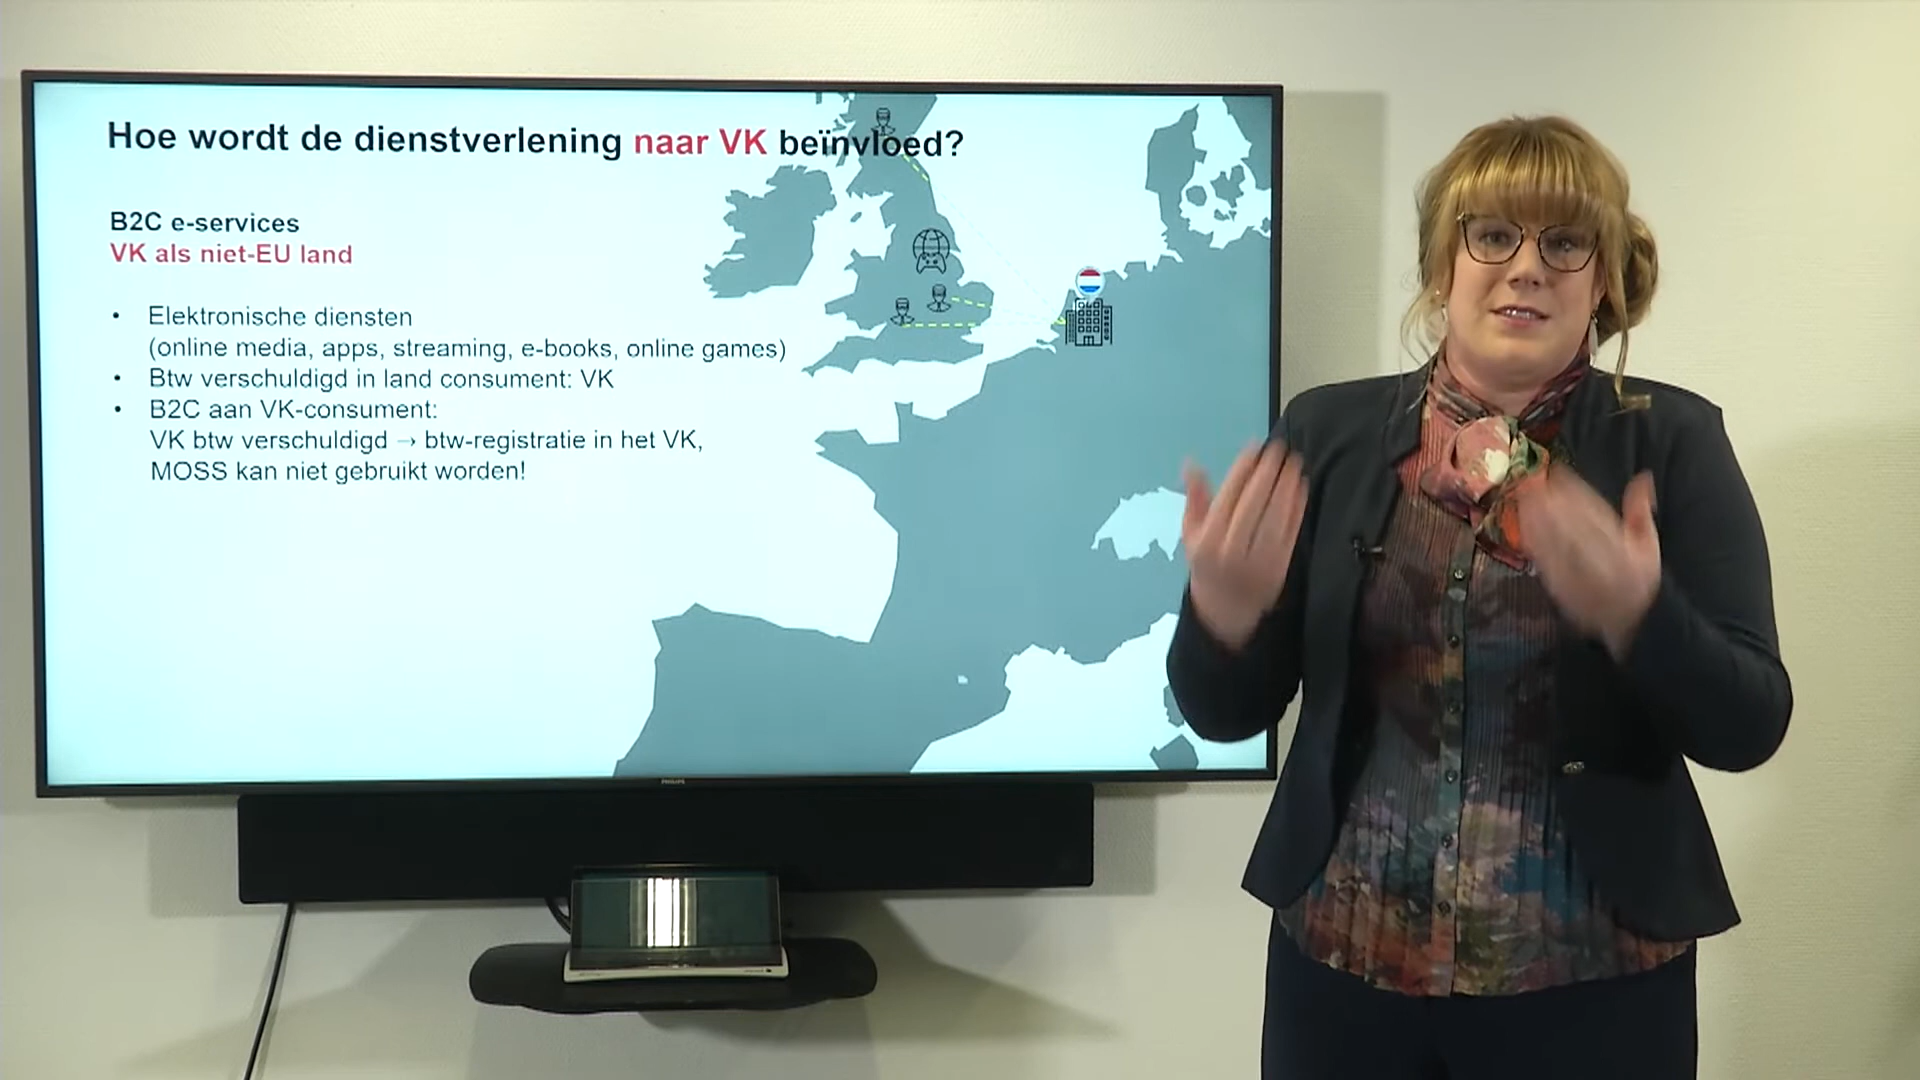 Hoe wordt de dienstverlening naar VK beïnvloed?
B2C e-services
VK als niet-EU land
• Elektronische diensten
(online media, apps, streaming, e-books, online games)
• Btw verschuldigd in land consument: VK
• B2C aan VK-consument:
VK btw verschuldigd → btw-registratie in het VK,
MOSS kan niet gebruikt worden!
PHILIPS